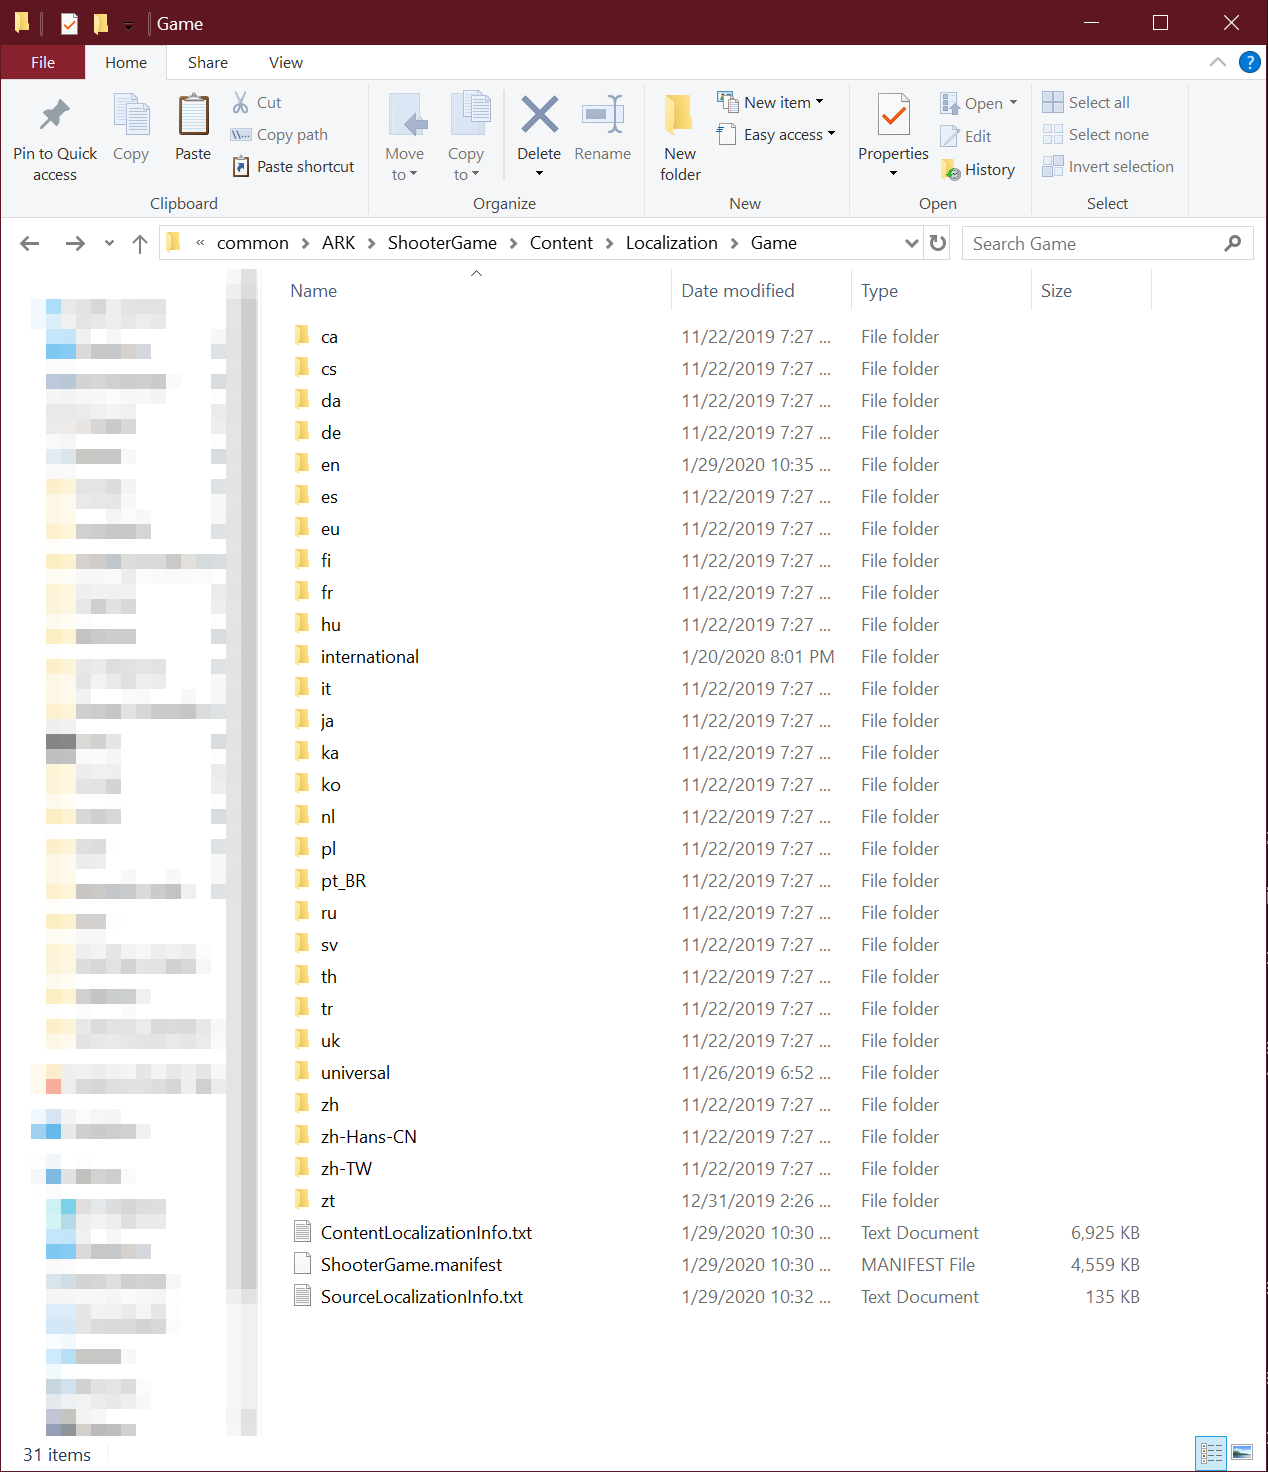 Game
File Home Share View
Pin to Quick access
Copy
Paste
Cut
Copy path
Paste shortcut
Clipboard
Move to
Copy to
Delete
Rename
Organize
New folder
New item
Easy access
New
Properties
Open
Edit
History
Open
Select all
Select none
Invert selection
Select
« common > ARK > ShooterGame > Content > Localization > Game
Search Game
Name Date modified Type Size
ca 11/22/2019 7:27 ... File folder
cs 11/22/2019 7:27 ... File folder
da 11/22/2019 7:27 ... File folder
de 11/22/2019 7:27 ... File folder
en 1/29/2020 10:35 ... File folder
es 11/22/2019 7:27 ... File folder
eu 11/22/2019 7:27 ... File folder
fi 11/22/2019 7:27 ... File folder
fr 11/22/2019 7:27 ... File folder
hu 11/22/2019 7:27 ... File folder
international 1/20/2020 8:01 PM File folder
it 11/22/2019 7:27 ... File folder
ja 11/22/2019 7:27 ... File folder
ka 11/22/2019 7:27 ... File folder
ko 11/22/2019 7:27 ... File folder
nl 11/22/2019 7:27 ... File folder
pl 11/22/2019 7:27 ... File folder
pt_BR 11/22/2019 7:27 ... File folder
ru 11/22/2019 7:27 ... File folder
sv 11/22/2019 7:27 ... File folder
th 11/22/2019 7:27 ... File folder
tr 11/22/2019 7:27 ... File folder
uk 11/22/2019 7:27 ... File folder
universal 11/26/2019 6:52 ... File folder
zh 11/22/2019 7:27 ... File folder
zh-Hans-CN 11/22/2019 7:27 ... File folder
zh-TW 11/22/2019 7:27 ... File folder
zt 12/31/2019 2:26 ... File folder
ContentLocalizationInfo.txt 1/29/2020 10:30 ... Text Document 6,925 KB
ShooterGame.manifest 1/29/2020 10:30 ... MANIFEST File 4,559 KB
SourceLocalizationInfo.txt 1/29/2020 10:32 ... Text Document 135 KB
31 items